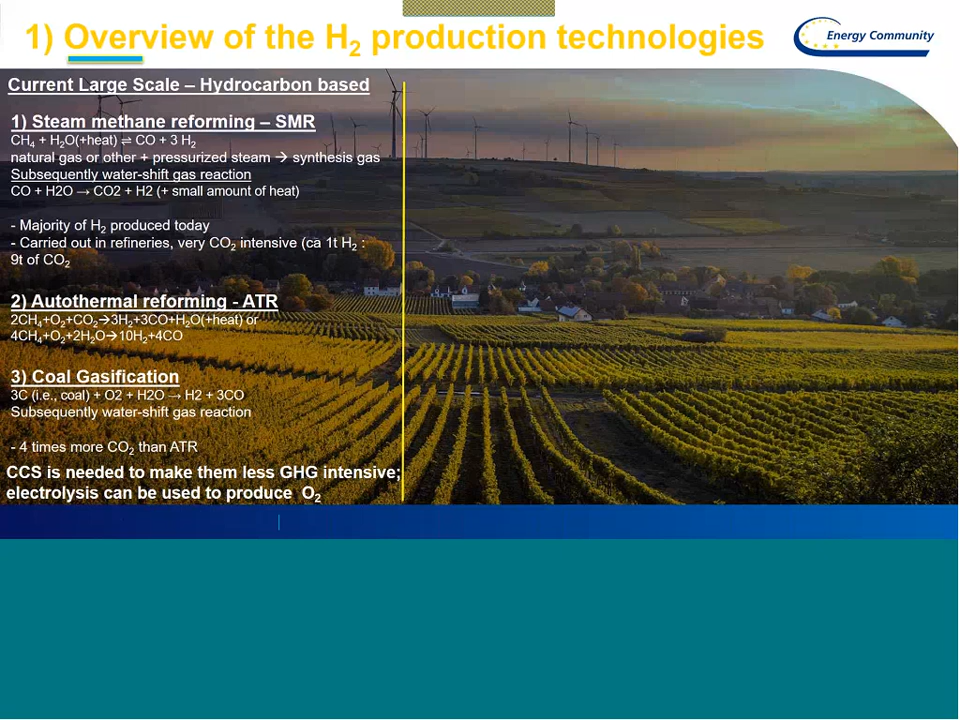 1) Overview of the H₂ production technologies
Energy Community
Current Large Scale – Hydrocarbon based
1) Steam methane reforming – SMR
CH₄ + H₂O(+heat) ⇌ CO + 3 H₂
natural gas or other + pressurized steam → synthesis gas
Subsequently water-shift gas reaction
CO + H2O → CO2 + H2 (+ small amount of heat)
- Majority of H₂ produced today
- Carried out in refineries, very CO₂ intensive (ca 1t H₂ :
9t of CO₂
2) Autothermal reforming - ATR
2CH₄+O₂+CO₂→3H₂+3CO+H₂O(+heat) or
4CH₄+O₂+2H₂O→10H₂+4CO
3) Coal Gasification
3C (i.e., coal) + O2 + H2O → H2 + 3CO
Subsequently water-shift gas reaction
- 4 times more CO₂ than ATR
CCS is needed to make them less GHG intensive;
electrolysis can be used to produce O₂